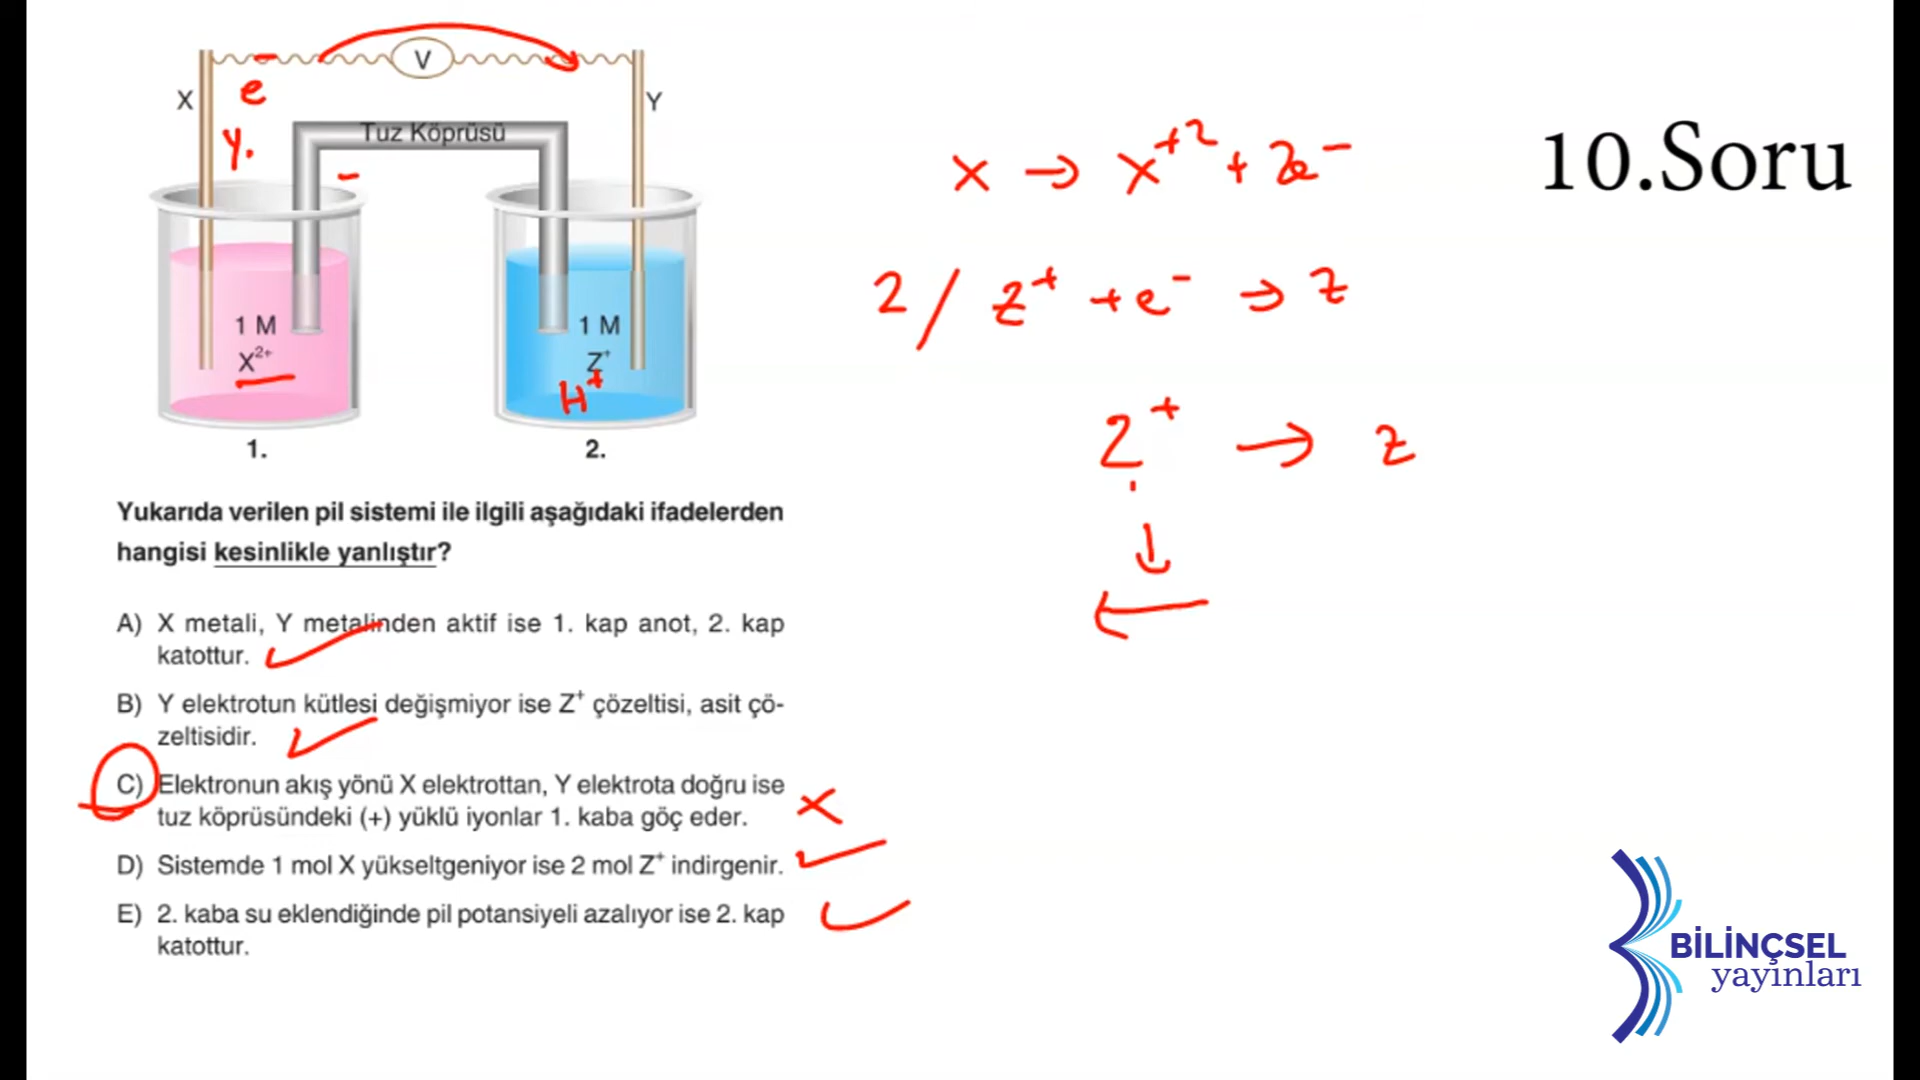 V
e⁻
X
Y
Y.
Tuz Köprüsü
-
x → x⁺² + 2e⁻
10.Soru
2 / z⁺ + e⁻ → z
1 M
X²⁺
1 M
Z⁺
H⁺
1.
2.
2⁺ → z
Yukarıda verilen pil sistemi ile ilgili aşağıdaki ifadelerden
hangisi kesinlikle yanlıştır?
A) X metali, Y metalinden aktif ise 1. kap anot, 2. kap
katottur.
B) Y elektrotun kütlesi değişmiyor ise Z⁺ çözeltisi, asit çö-
zeltisidir.
C) Elektronun akış yönü X elektrottan, Y elektrota doğru ise
tuz köprüsündeki (+) yüklü iyonlar 1. kaba göç eder.
D) Sistemde 1 mol X yükseltgeniyor ise 2 mol Z⁺ indirgenir.
E) 2. kaba su eklendiğinde pil potansiyeli azalıyor ise 2. kap
katottur.
BİLİNÇSEL
yayınları